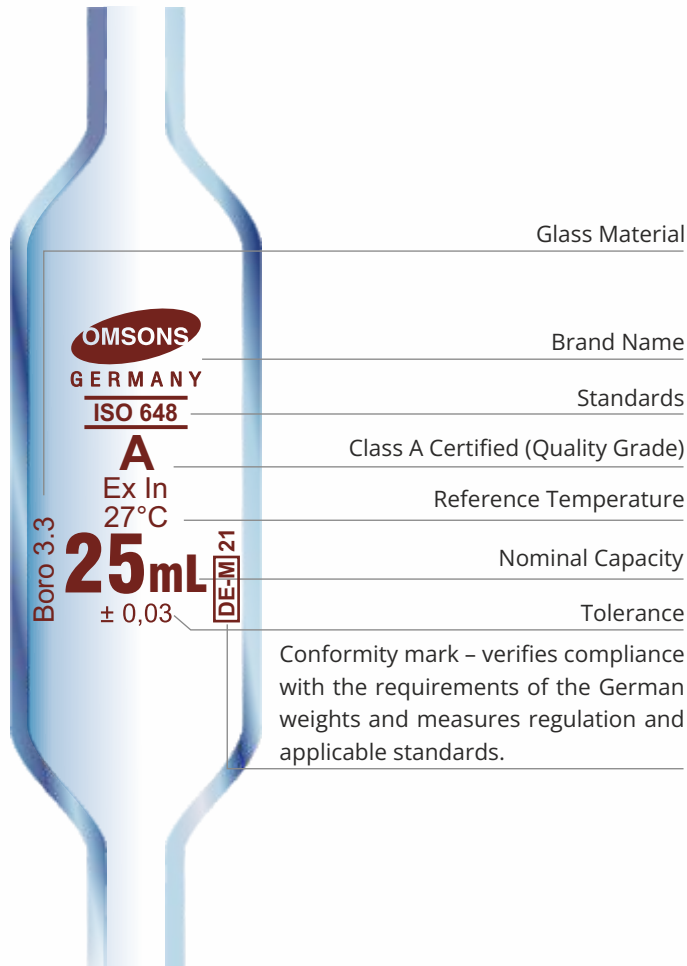 Glass Material
OMSONS
Brand Name
GERMANY
Standards
ISO 648
A
Class A Certified (Quality Grade)
Ex In
27°C
Reference Temperature
Boro 3.3
25mL
DE-M 21
Nominal Capacity
± 0,03
Tolerance
Conformity mark – verifies compliance
with the requirements of the German
weights and measures regulation and
applicable standards.